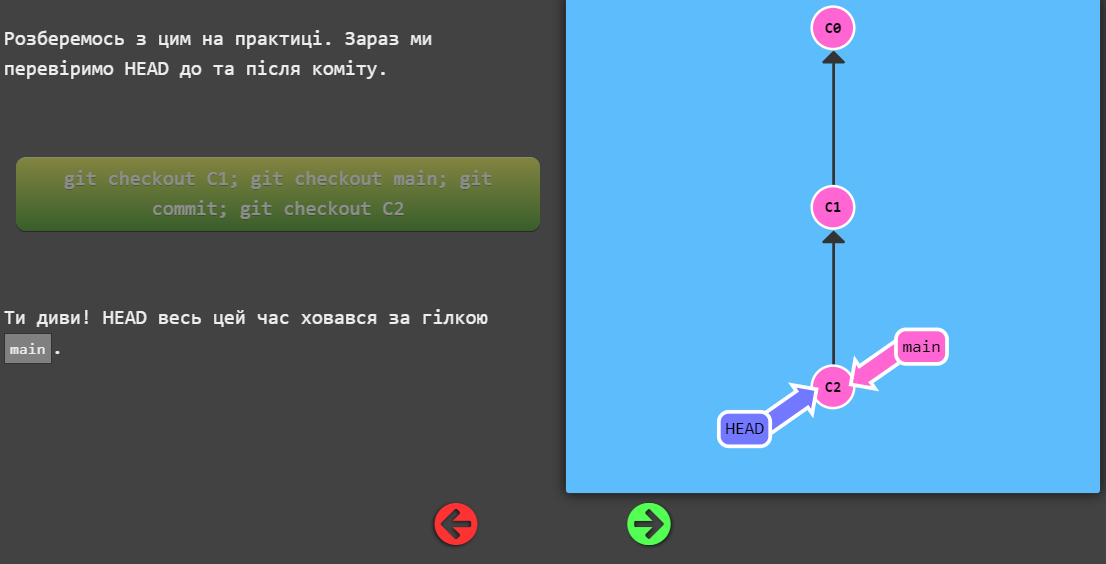 Розберемось з цим на практиці. Зараз ми
перевіримо HEAD до та після коміту.
git checkout C1; git checkout main; git
commit; git checkout C2
Ти диви! HEAD весь цей час ховався за гілкою
main.
C0
C1
main
C2
HEAD